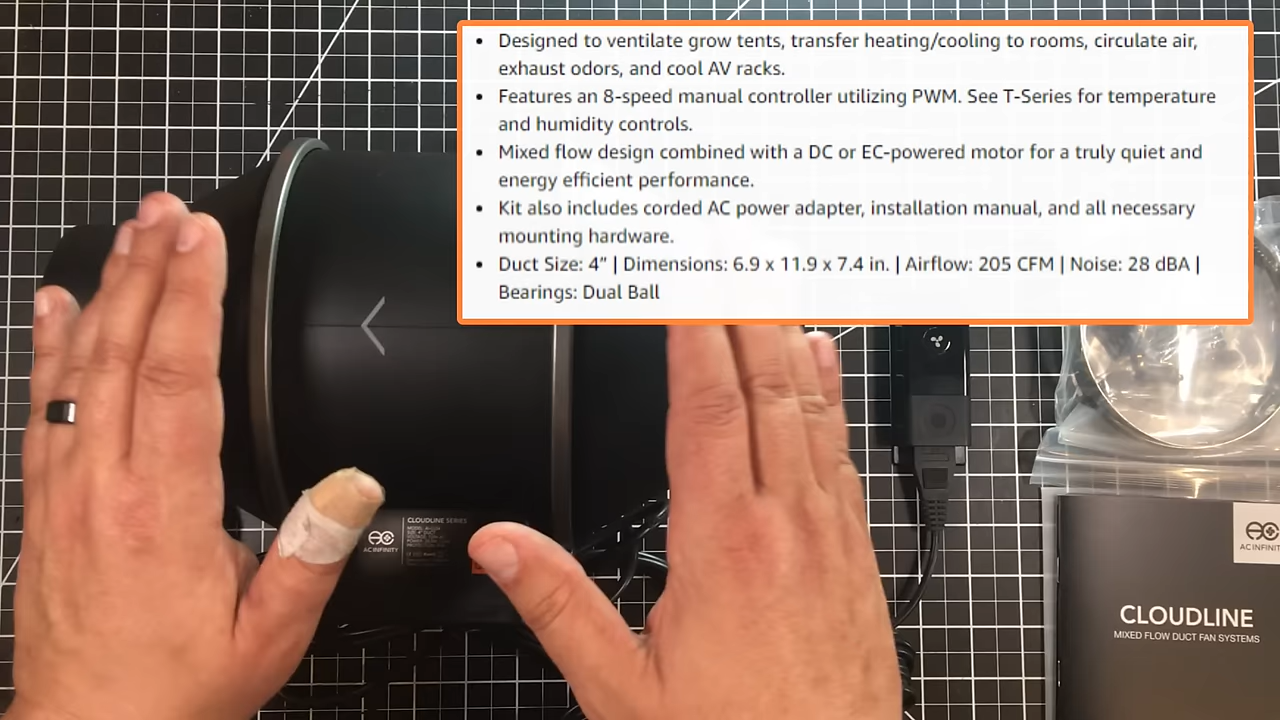 Designed to ventilate grow tents, transfer heating/cooling to rooms, circulate air,
exhaust odors, and cool AV racks.
Features an 8-speed manual controller utilizing PWM. See T-Series for temperature
and humidity controls.
Mixed flow design combined with a DC or EC-powered motor for a truly quiet and
energy efficient performance.
Kit also includes corded AC power adapter, installation manual, and all necessary
mounting hardware.
Duct Size: 4" | Dimensions: 6.9 x 11.9 x 7.4 in. | Airflow: 205 CFM | Noise: 28 dBA |
Bearings: Dual Ball
CLOUDLINE SERIES
AC INFINITY
AC INFINIT
CLOUDLINE
MIXED FLOW DUCT FAN SYSTEMS